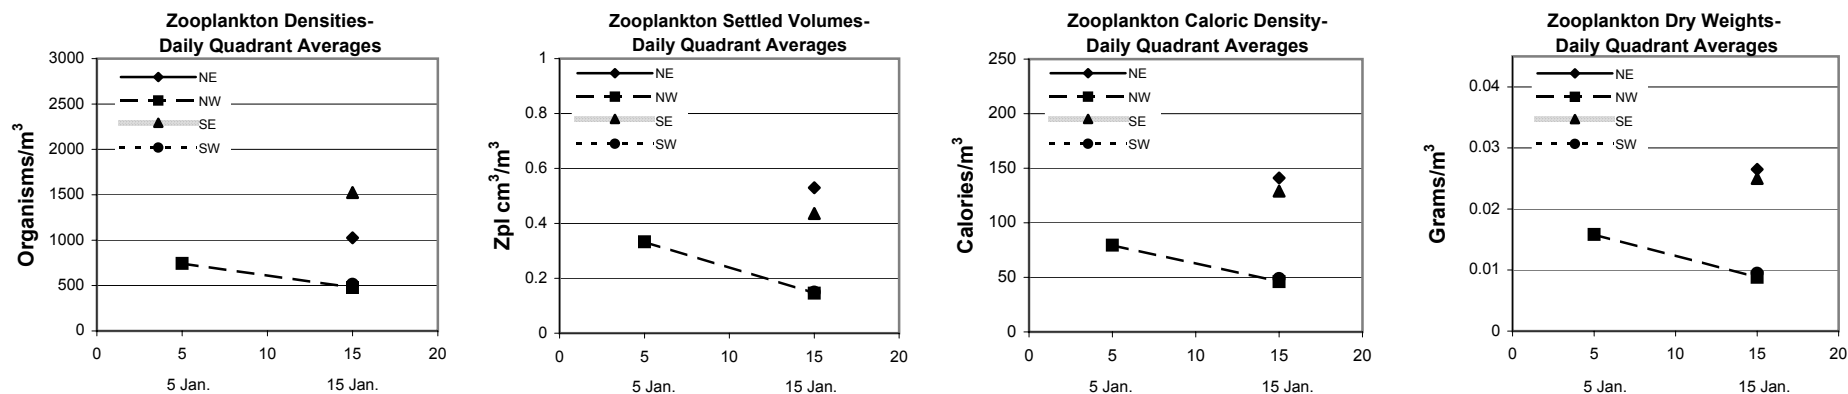 Zooplankton Densities-
Daily Quadrant Averages
3000
2500
2000
1500
1000
500
0
Organisms/m³
NE
NW
SE
SW
0 5 10 15 20
5 Jan. 15 Jan.
Zooplankton Settled Volumes-
Daily Quadrant Averages
1
0.8
0.6
0.4
0.2
0
Zpl cm³/m³
NE
NW
SE
SW
0 5 10 15 20
5 Jan. 15 Jan.
Zooplankton Caloric Density-
Daily Quadrant Averages
250
200
150
100
50
0
Calories/m³
NE
NW
SE
SW
0 5 10 15 20
5 Jan. 15 Jan.
Zooplankton Dry Weights-
Daily Quadrant Averages
0.04
0.03
0.02
0.01
0
Grams/m³
NE
NW
SE
SW
0 5 10 15 20
5 Jan. 15 Jan.